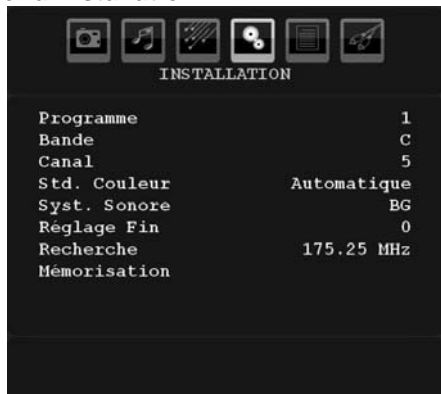 INSTALLATION
Programme 1
Bande C
Canal 5
Std. Couleur Automatique
Syst. Sonore BG
Réglage Fin 0
Recherche 175.25 MHz
Mémorisation